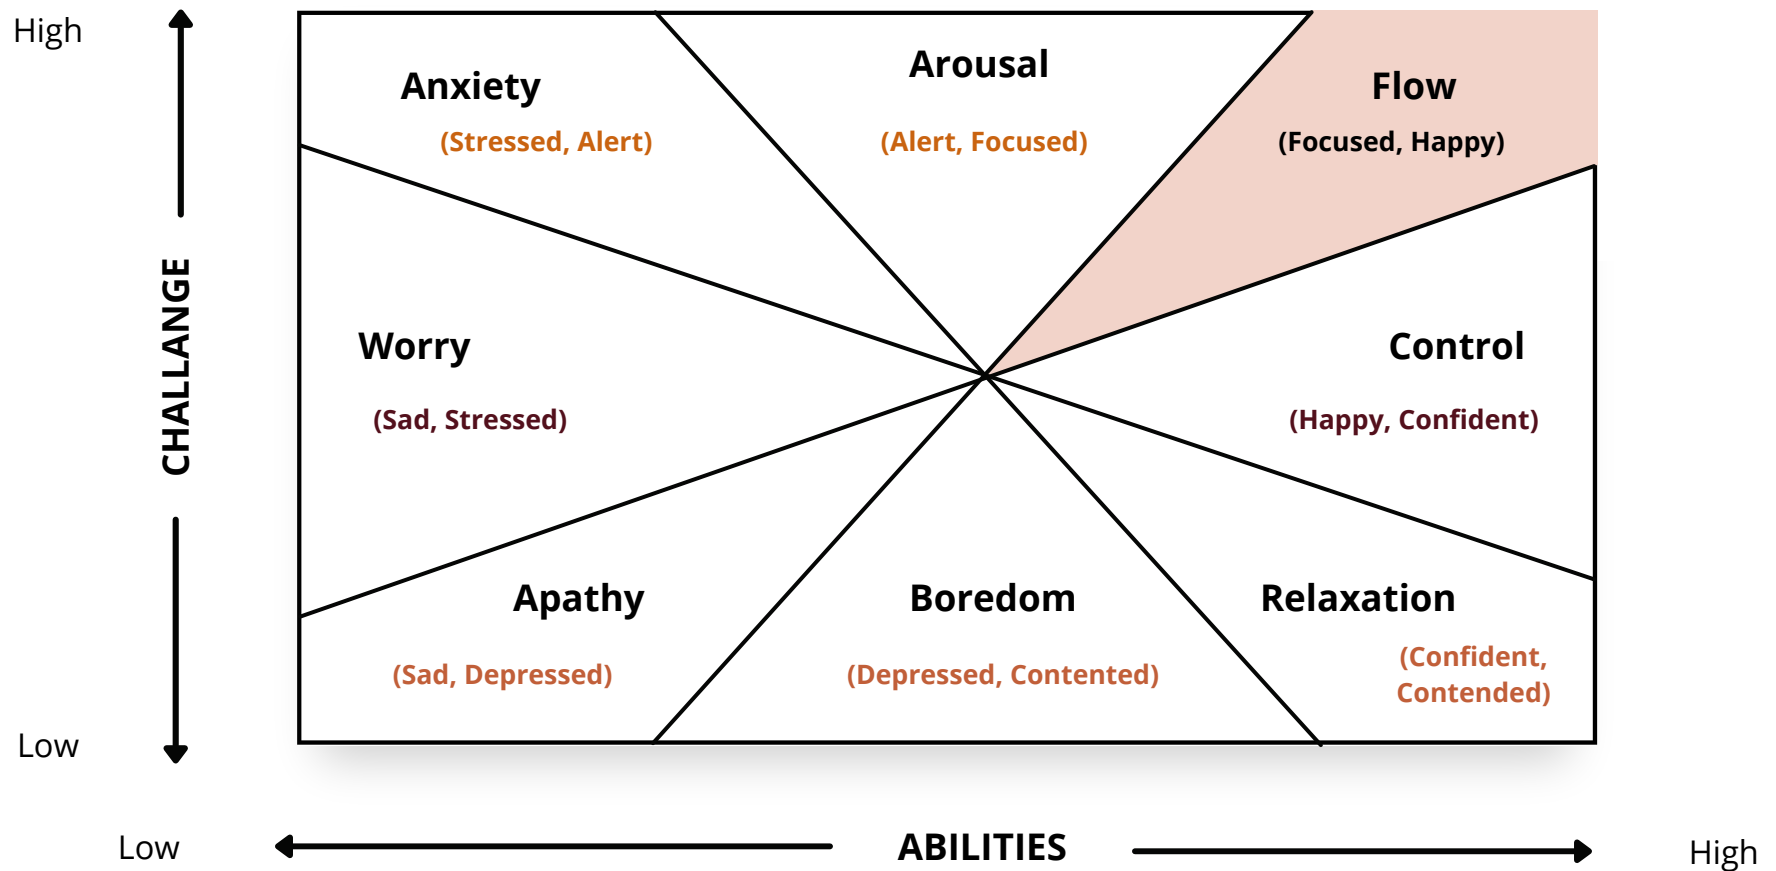 High
Anxiety
(Stressed, Alert)
Arousal
(Alert, Focused)
Flow
(Focused, Happy)
CHALLANGE
Worry
(Sad, Stressed)
Control
(Happy, Confident)
Apathy
(Sad, Depressed)
Boredom
(Depressed, Contented)
Relaxation
(Confident,
Contended)
Low
Low
ABILITIES
High